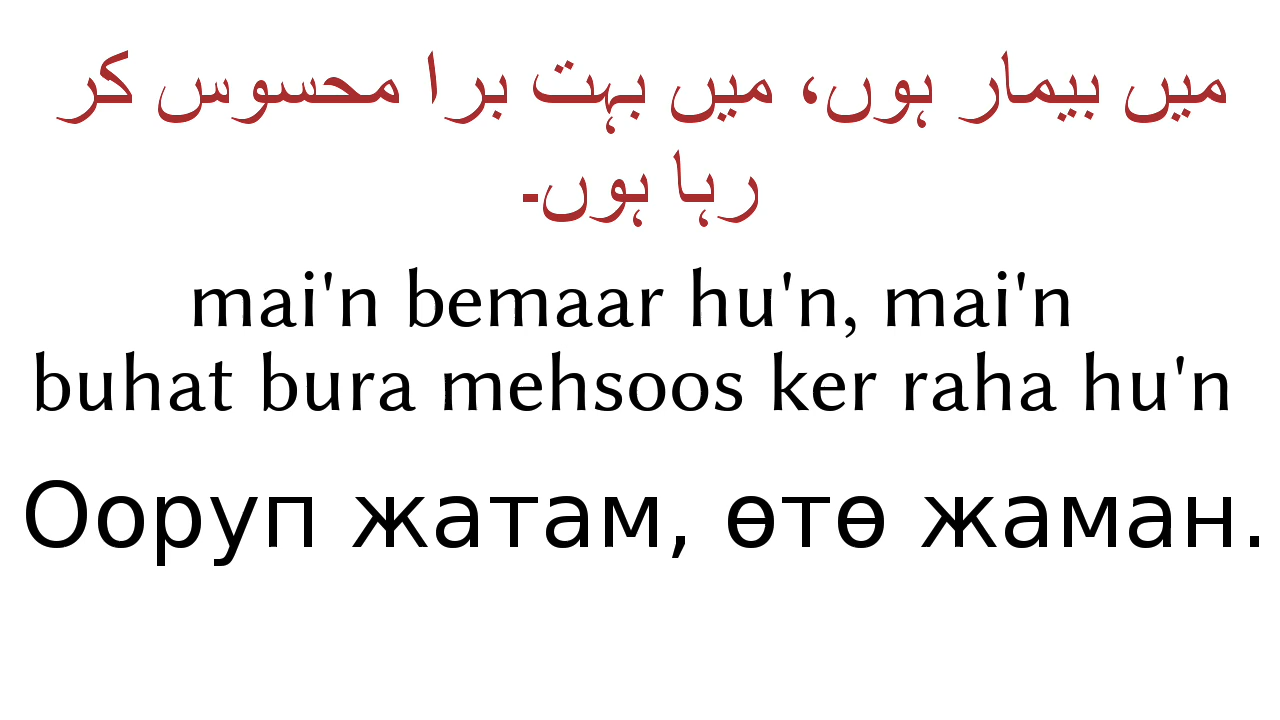 میں بیمار ہوں، میں بہت برا محسوس کر
رہا ہوں۔
mai'n bemaar hu'n, mai'n
buhat bura mehsoos ker raha hu'n
Ооруп жатам, өтө жаман.